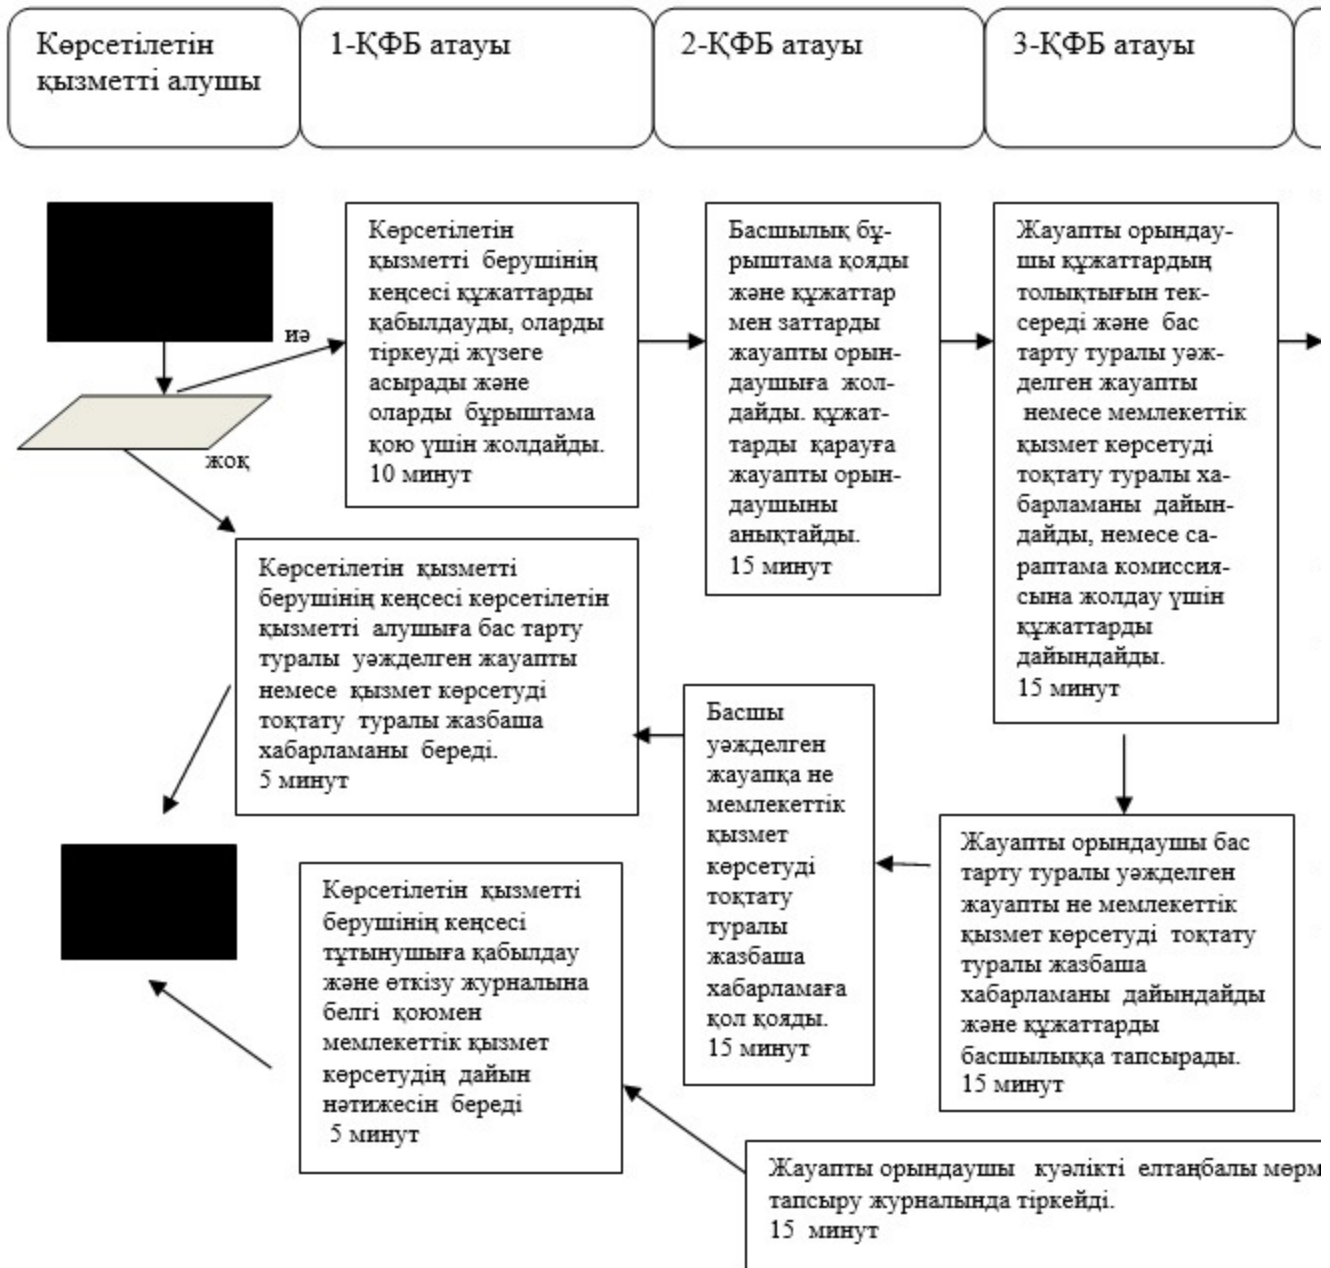 Көрсетілетін
қызметті алушы
1-ҚФБ атауы
2-ҚФБ атауы
3-ҚФБ атауы
Көрсетілетін
қызметті берушінің
кеңсесі құжаттарды
қабылдауды, оларды
тіркеуді жүзеге
асырады және
оларды бұрыштама
қою үшін жолдайды.
10 минут
Басшылық бұ-
рыштама қояды
және құжаттар
мен заттарды
жауапты орын-
даушыға жол-
дайды. құжат-
тарды қарауға
жауапты орын-
даушыны
анықтайды.
15 минут
Жауапты орындау-
шы құжаттардың
толықтығын тек-
середі және бас
тарту туралы уәж-
делген жауапты
немесе мемлекеттік
қызмет көрсетуді
тоқтату туралы ха-
барламаны дайын-
дайды, немесе са-
раптама комиссия-
сына жолдау үшін
құжаттарды
дайындайды.
15 минут
иә
жоқ
Көрсетілетін қызметті
берушінің кеңсесі көрсетілетін
қызметті алушыға бас тарту
туралы уәжделген жауапты
немесе қызмет көрсетуді
тоқтату туралы жазбаша
хабарламаны береді.
5 минут
Басшы
уәжделген
жауапқа не
мемлекеттік
қызмет
көрсетуді
тоқтату
туралы
жазбаша
хабарламаға
қол қояды.
15 минут
Жауапты орындаушы бас
тарту туралы уәжделген
жауапты не мемлекеттік
қызмет көрсетуді тоқтату
туралы жазбаша
хабарламаны дайындайды
және құжаттарды
басшылыққа тапсырады.
15 минут
Көрсетілетін қызметті
берушінің кеңсесі
тұтынушыға қабылдау
және өткізу журналына
белгі қоюмен
мемлекеттік қызмет
көрсетудің дайын
нәтижесін береді
5 минут
Жауапты орындаушы куәлікті елтаңбалы мөрм
тапсыру журналында тіркейді.
15 минут